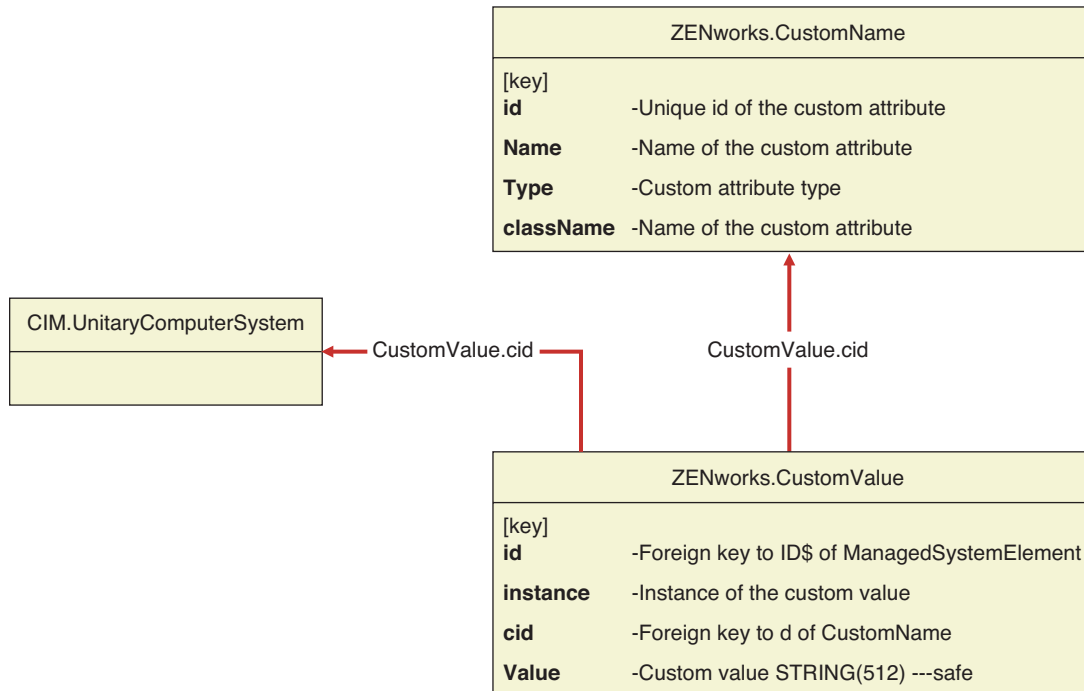 ZENworks.CustomName
[key]
id -Unique id of the custom attribute
Name -Name of the custom attribute
Type -Custom attribute type
className -Name of the custom attribute
CIM.UnitaryComputerSystem
CustomValue.cid
CustomValue.cid
ZENworks.CustomValue
[key]
id -Foreign key to ID$ of ManagedSystemElement
instance -Instance of the custom value
cid -Foreign key to d of CustomName
Value -Custom value STRING(512) ---safe